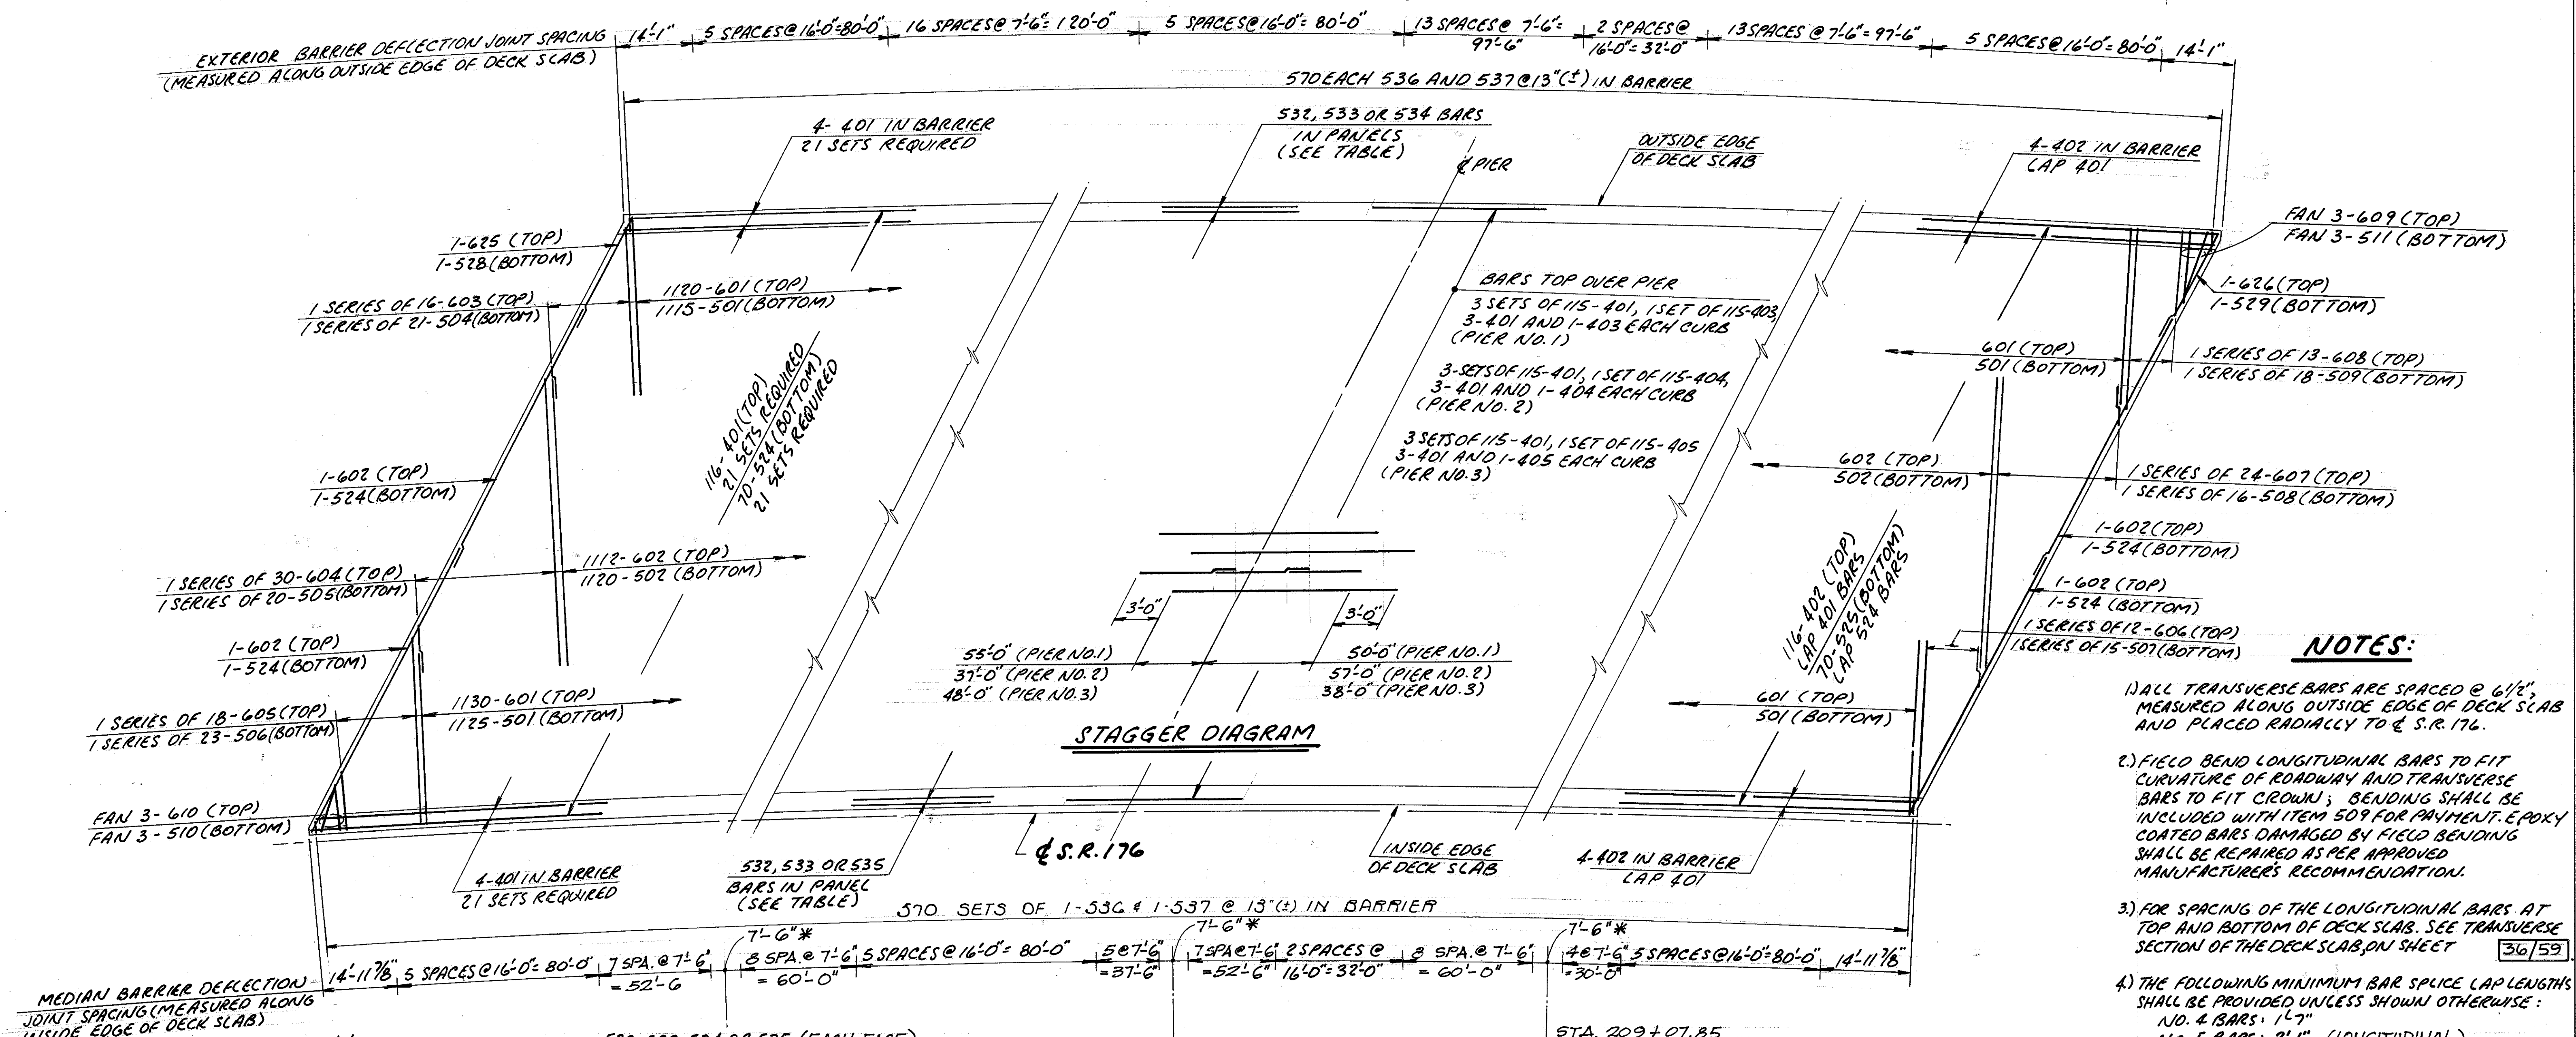 EXTERIOR BARRIER DEFLECTION JOINT SPACING
(MEASURED ALONG OUTSIDE EDGE OF DECK SLAB)
14'-1"
5 SPACES @ 16'-0"=80'-0"
16 SPACES @ 7'-6"= 120'-0"
5 SPACES @ 16'-0"= 80'-0"
13 SPACES @ 7'-6"=
97'-6"
2 SPACES @
16'-0"= 32'-0"
13 SPACES @ 7'-6"= 97'-6"
5 SPACES @ 16'-0"= 80'-0"
14'-1"
570 EACH 536 AND 537 @ 13"(±) IN BARRIER
4- 401 IN BARRIER
21 SETS REQUIRED
532, 533 OR 534 BARS
IN PANELS
(SEE TABLE)
℄ PIER
OUTSIDE EDGE
OF DECK SLAB
4-402 IN BARRIER
LAP 401
1-625 (TOP)
1-528 (BOTTOM)
FAN 3-609 (TOP)
FAN 3-511 (BOTTOM)
1 SERIES OF 16-603 (TOP)
1 SERIES OF 21-504 (BOTTOM)
1120-601 (TOP)
1115-501 (BOTTOM)
BARS TOP OVER PIER
3 SETS OF 115-401, 1 SET OF 115-403,
3-401 AND 1-403 EACH CURB
(PIER NO. 1)
3-SETS OF 115-401, 1 SET OF 115-404,
3-401 AND 1-404 EACH CURB
(PIER NO. 2)
3 SETS OF 115-401, 1 SET OF 115-405
3-401 AND 1-405 EACH CURB
(PIER NO. 3)
1-626 (TOP)
1-529 (BOTTOM)
601 (TOP)
501 (BOTTOM)
1 SERIES OF 13-608 (TOP)
1 SERIES OF 18-509 (BOTTOM)
116- 401 (TOP)
21 SETS REQUIRED
70-524 (BOTTOM)
21 SETS REQUIRED
1-602 (TOP)
1-524 (BOTTOM)
602 (TOP)
502 (BOTTOM)
1 SERIES OF 24-607 (TOP)
1 SERIES OF 16-508 (BOTTOM)
1-602 (TOP)
1-524 (BOTTOM)
1 SERIES OF 30-604 (TOP)
1 SERIES OF 20-505 (BOTTOM)
1112-602 (TOP)
1120-502 (BOTTOM)
116-402 (TOP)
LAP 401 BARS
70-525 (BOTTOM)
LAP 524 BARS
1-602 (TOP)
1-524 (BOTTOM)
3'-0"
3'-0"
1-602 (TOP)
1-524 (BOTTOM)
1 SERIES OF 12-606 (TOP)
1 SERIES OF 15-507 (BOTTOM)
55'-0" (PIER NO. 1)
37'-0" (PIER NO. 2)
48'-0" (PIER NO. 3)
50'-0" (PIER NO. 1)
57'-0" (PIER NO. 2)
38'-0" (PIER NO. 3)
STAGGER DIAGRAM
1 SERIES OF 18-605 (TOP)
1 SERIES OF 23-506 (BOTTOM)
1130-601 (TOP)
1125-501 (BOTTOM)
601 (TOP)
501 (BOTTOM)
FAN 3-610 (TOP)
FAN 3-510 (BOTTOM)
4-401 IN BARRIER
21 SETS REQUIRED
532, 533 OR 535
BARS IN PANEL
(SEE TABLE)
℄ S.R. 176
INSIDE EDGE
OF DECK SLAB
4-402 IN BARRIER
LAP 401
570 SETS OF 1-536 & 1-537 @ 13"(±) IN BARRIER
MEDIAN BARRIER DEFLECTION
JOINT SPACING (MEASURED ALONG
INSIDE EDGE OF DECK SLAB)
14'-11 7/8"
5 SPACES @ 16'-0"= 80'-0"
7 SPA. @ 7'-6"
= 52'-6
7'-6"*
8 SPA. @ 7'-6"
= 60'-0"
5 SPACES @ 16'-0"= 80'-0"
5 @ 7'-6"
=37'-6"
7'-6"*
7 SPA @ 7'-6"
=52'-6"
2 SPACES @
16'-0"= 32'-0"
8 SPA. @ 7'-6"
= 60'-0"
7'-6"*
4 @ 7'-6"
=30'-0"
5 SPACES @ 16'-0"=80'-0"
14'-11 7/8"
STA. 209+07.85
NOTES:
1.) ALL TRANSVERSE BARS ARE SPACED @ 6 1/2",
MEASURED ALONG OUTSIDE EDGE OF DECK SLAB
AND PLACED RADIALLY TO ℄ S.R. 176.
2.) FIELD BEND LONGITUDINAL BARS TO FIT
CURVATURE OF ROADWAY AND TRANSVERSE
BARS TO FIT CROWN; BENDING SHALL BE
INCLUDED WITH ITEM 509 FOR PAYMENT. EPOXY
COATED BARS DAMAGED BY FIELD BENDING
SHALL BE REPAIRED AS PER APPROVED
MANUFACTURER'S RECOMMENDATION.
3.) FOR SPACING OF THE LONGITUDINAL BARS AT
TOP AND BOTTOM OF DECK SLAB. SEE TRANSVERSE
SECTION OF THE DECK SLAB, ON SHEET 36/59
4.) THE FOLLOWING MINIMUM BAR SPLICE LAP LENGTHS
SHALL BE PROVIDED UNLESS SHOWN OTHERWISE:
NO. 4 BARS: 1'-7"